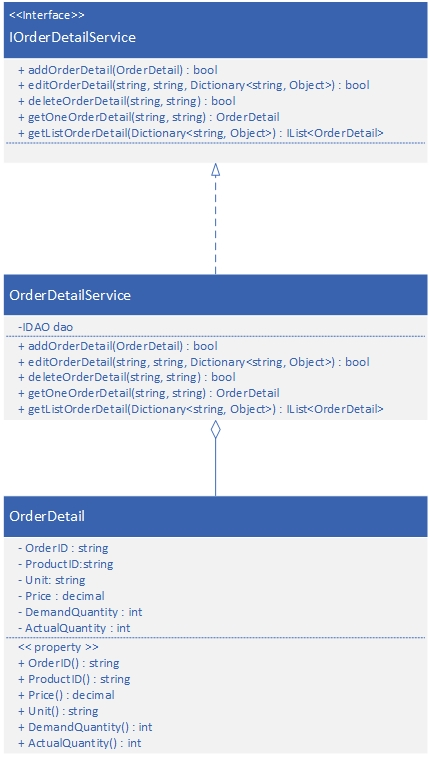 <<Interface>>
IOrderDetailService
+ addOrderDetail(OrderDetail) : bool
+ editOrderDetail(string, string, Dictionary<string, Object>) : bool
+ deleteOrderDetail(string, string) : bool
+ getOneOrderDetail(string, string) : OrderDetail
+ getListOrderDetail(Dictionary<string, Object>) : IList<OrderDetail>
OrderDetailService
-IDAO dao
+ addOrderDetail(OrderDetail) : bool
+ editOrderDetail(string, string, Dictionary<string, Object>) : bool
+ deleteOrderDetail(string, string) : bool
+ getOneOrderDetail(string, string) : OrderDetail
+ getListOrderDetail(Dictionary<string, Object>) : IList<OrderDetail>
OrderDetail
- OrderID : string
- ProductID:string
- Unit: string
- Price : decimal
- DemandQuantity : int
- ActualQuantity : int
<< property >>
+ OrderID() : string
+ ProductID() : string
+ Price() : decimal
+ Unit() : string
+ DemandQuantity() : int
+ ActualQuantity() : int